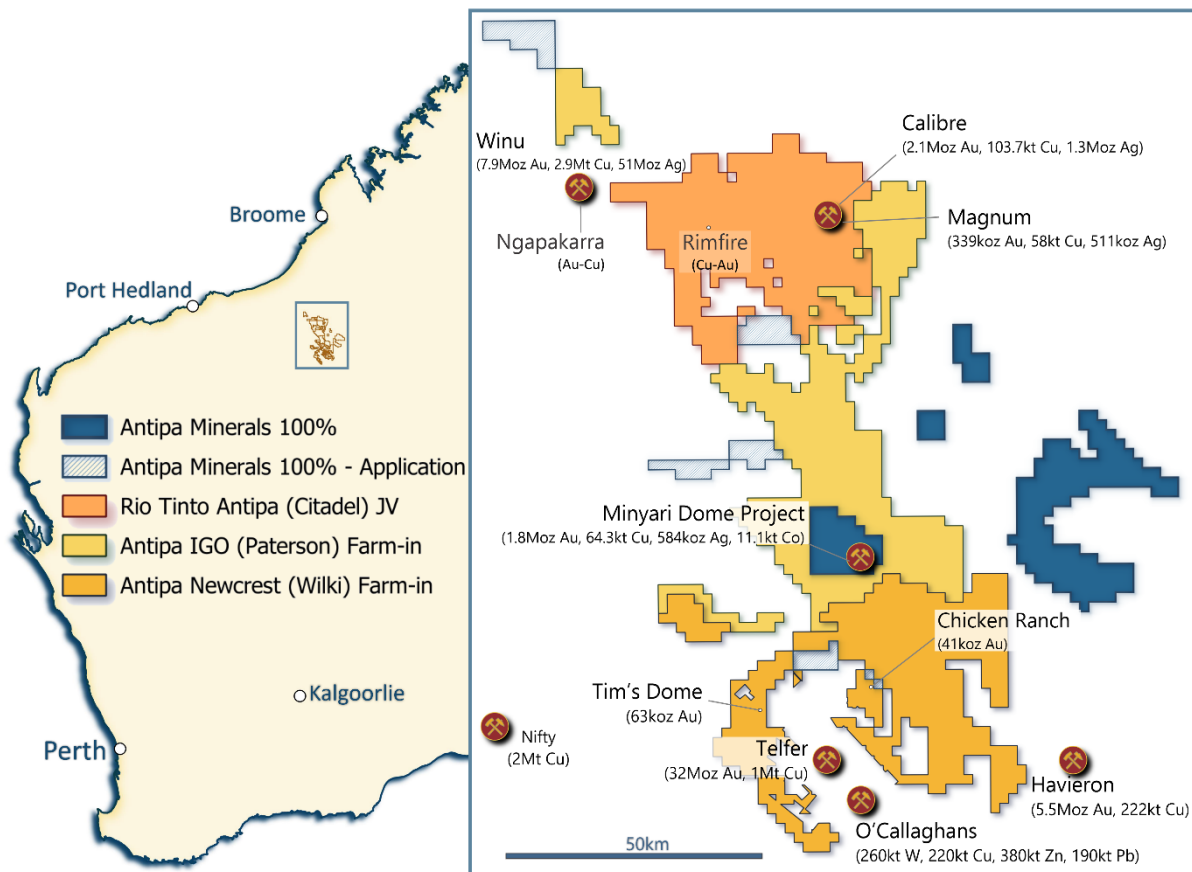 Broome
Port Hedland
Antipa Minerals 100%
Antipa Minerals 100% - Application
Rio Tinto Antipa (Citadel) JV
Antipa IGO (Paterson) Farm-in
Antipa Newcrest (Wilki) Farm-in
Kalgoorlie
Perth
Winu
(7.9Moz Au, 2.9Mt Cu, 51Moz Ag)
Calibre
(2.1Moz Au, 103.7kt Cu, 1.3Moz Ag)
Magnum
(339koz Au, 58kt Cu, 511koz Ag)
Ngapakarra
(Au-Cu)
Rimfire
(Cu-Au)
Minyari Dome Project
(1.8Moz Au, 64.3kt Cu, 584koz Ag, 11.1kt Co)
Chicken Ranch
(41koz Au)
Tim's Dome
(63koz Au)
Nifty
(2Mt Cu)
Telfer
(32Moz Au, 1Mt Cu)
Havieron
(5.5Moz Au, 222kt Cu)
O'Callaghans
(260kt W, 220kt Cu, 380kt Zn, 190kt Pb)
50km